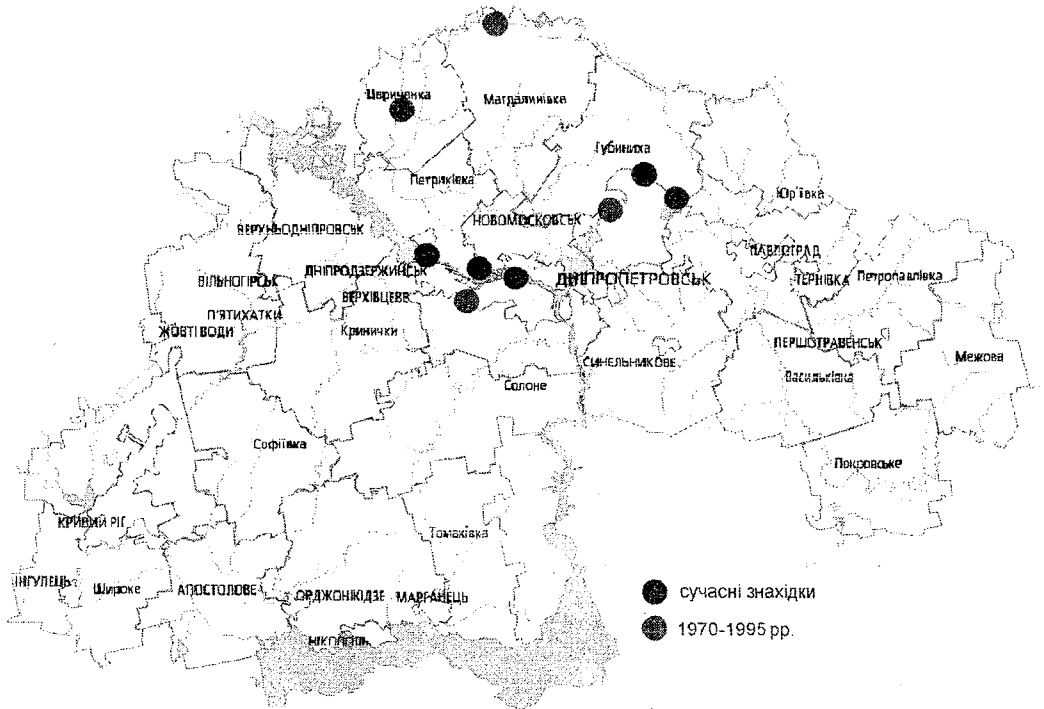 Царичанка
Магдалинівка
Губиниха
Петриківка
Юр'ївка
НОВОМОСКОВСЬК
ВЕРХНЬОДНІПРОВСЬК
ПАВЛОГРАД
ДНІПРОДЗЕРЖИНСЬК
ДНІПРОПЕТРОВСЬК
ТЕРНІВКА
Петропавлівка
ВІЛЬНОГІРСЬК
ВЕРХІВЦЕВЕ
П'ЯТИХАТКИ
ЖОВТІ ВОДИ
Кринички
ПЕРШОТРАВЕНСЬК
Межова
СИНЕЛЬНИКОВЕ
Васильківка
Солоне
Софіївка
Покровське
КРИВИЙ РІГ
Томаківка
ІНГУЛЕЦЬ
Широке
АПОСТОЛОВЕ
ОРДЖОНІКІДЗЕ
МАРГАНЕЦЬ
НІКОПОЛЬ
сучасні знахідки
1970-1995 рр.